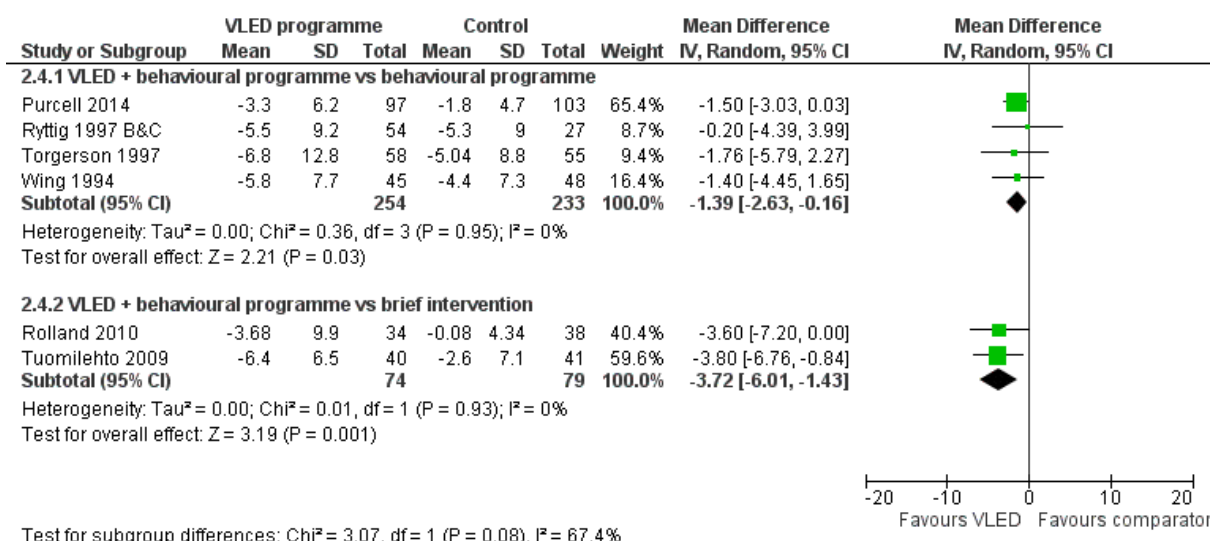 VLED programme Control Mean Difference Mean Difference
Study or Subgroup Mean SD Total Mean SD Total Weight IV, Random, 95% CI IV, Random, 95% CI
2.4.1 VLED + behavioural programme vs behavioural programme
Purcell 2014 -3.3 6.2 97 -1.8 4.7 103 65.4% -1.50 [-3.03, 0.03]
Ryttig 1997 B&C -5.5 9.2 54 -5.3 9 27 8.7% -0.20 [-4.39, 3.99]
Torgerson 1997 -6.8 12.8 58 -5.04 8.8 55 9.4% -1.76 [-5.79, 2.27]
Wing 1994 -5.8 7.7 45 -4.4 7.3 48 16.4% -1.40 [-4.45, 1.65]
Subtotal (95% CI) 254 233 100.0% -1.39 [-2.63, -0.16]
Heterogeneity: Tau² = 0.00; Chi² = 0.36, df = 3 (P = 0.95); I² = 0%
Test for overall effect: Z = 2.21 (P = 0.03)
2.4.2 VLED + behavioural programme vs brief intervention
Rolland 2010 -3.68 9.9 34 -0.08 4.34 38 40.4% -3.60 [-7.20, 0.00]
Tuomilehto 2009 -6.4 6.5 40 -2.6 7.1 41 59.6% -3.80 [-6.76, -0.84]
Subtotal (95% CI) 74 79 100.0% -3.72 [-6.01, -1.43]
Heterogeneity: Tau² = 0.00; Chi² = 0.01, df = 1 (P = 0.93); I² = 0%
Test for overall effect: Z = 3.19 (P = 0.001)
-20 -10 0 10 20
Favours VLED Favours comparator
Test for subgroup differences: Chi² = 3.07, df = 1 (P = 0.08), I² = 67.4%